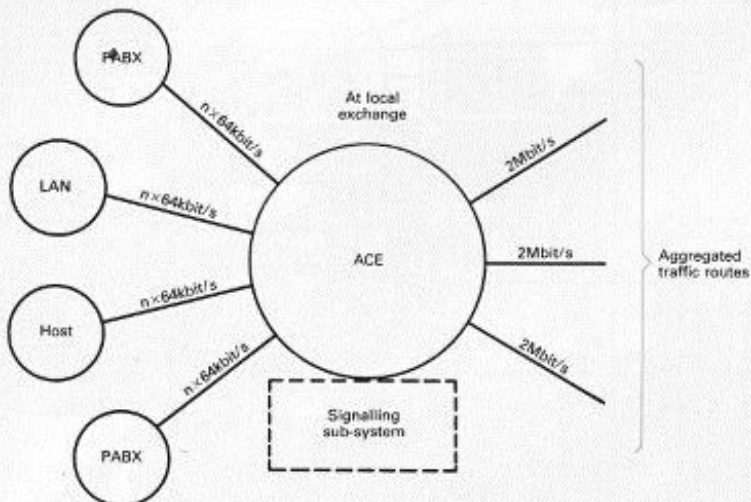 PABX
n×64kbit/s
At local
exchange
LAN
n×64kbit/s
2Mbit/s
ACE
2Mbit/s
Aggregated
traffic routes
Host
n×64kbit/s
2Mbit/s
n×64kbit/s
Signalling
sub-system
PABX